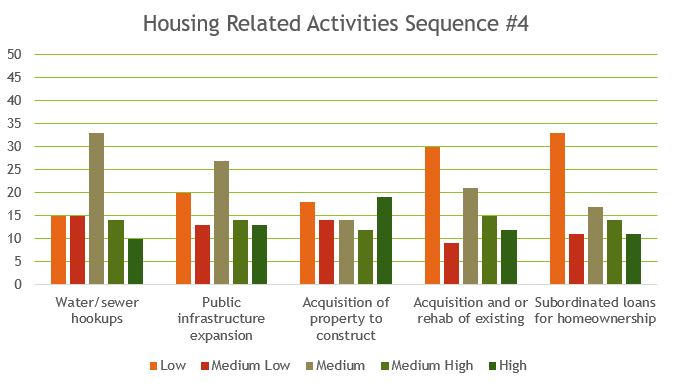 Housing Related Activities Sequence #4
50
45
40
35
30
25
20
15
10
5
0
Water/sewer
hookups
Public
infrastructure
expansion
Acquisition of
property to
construct
Acquisition and or
rehab of existing
Subordinated loans
for homeownership
Low
Medium Low
Medium
Medium High
High